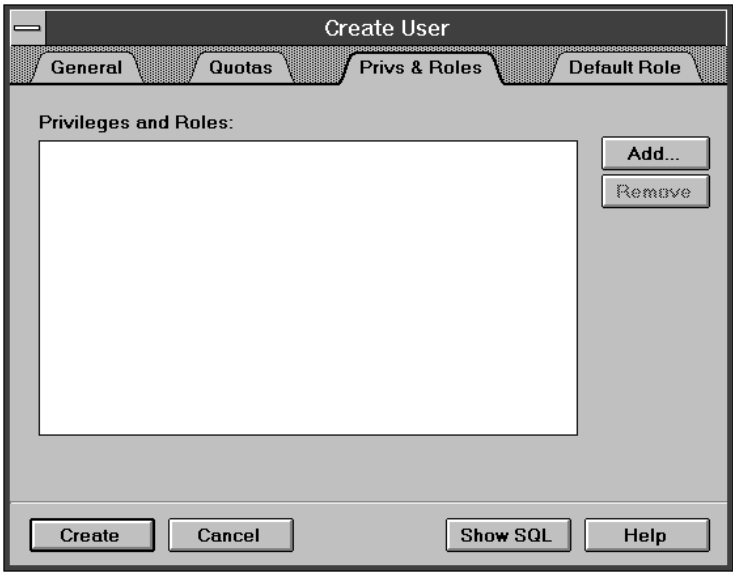 Create User
General Quotas Privs & Roles Default Role
Privileges and Roles:
Add...
Remove
Create Cancel Show SQL Help